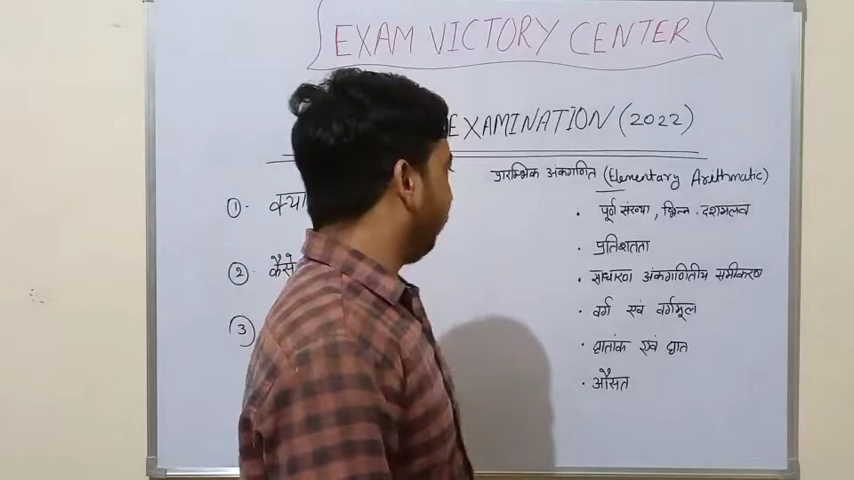 EXAM VICTORY CENTER
EXAMINATION (2022)
प्रारम्भिक अंकगणित (Elementary Arithmatic)
① क्या
· पूर्ण संख्या, भिन्न, दशमलव
· प्रतिशतता
② कैसे
· साधारण अंकगणितीय समीकरण
· वर्ग एवं वर्गमूल
③
· घातांक एवं घात
· औसत